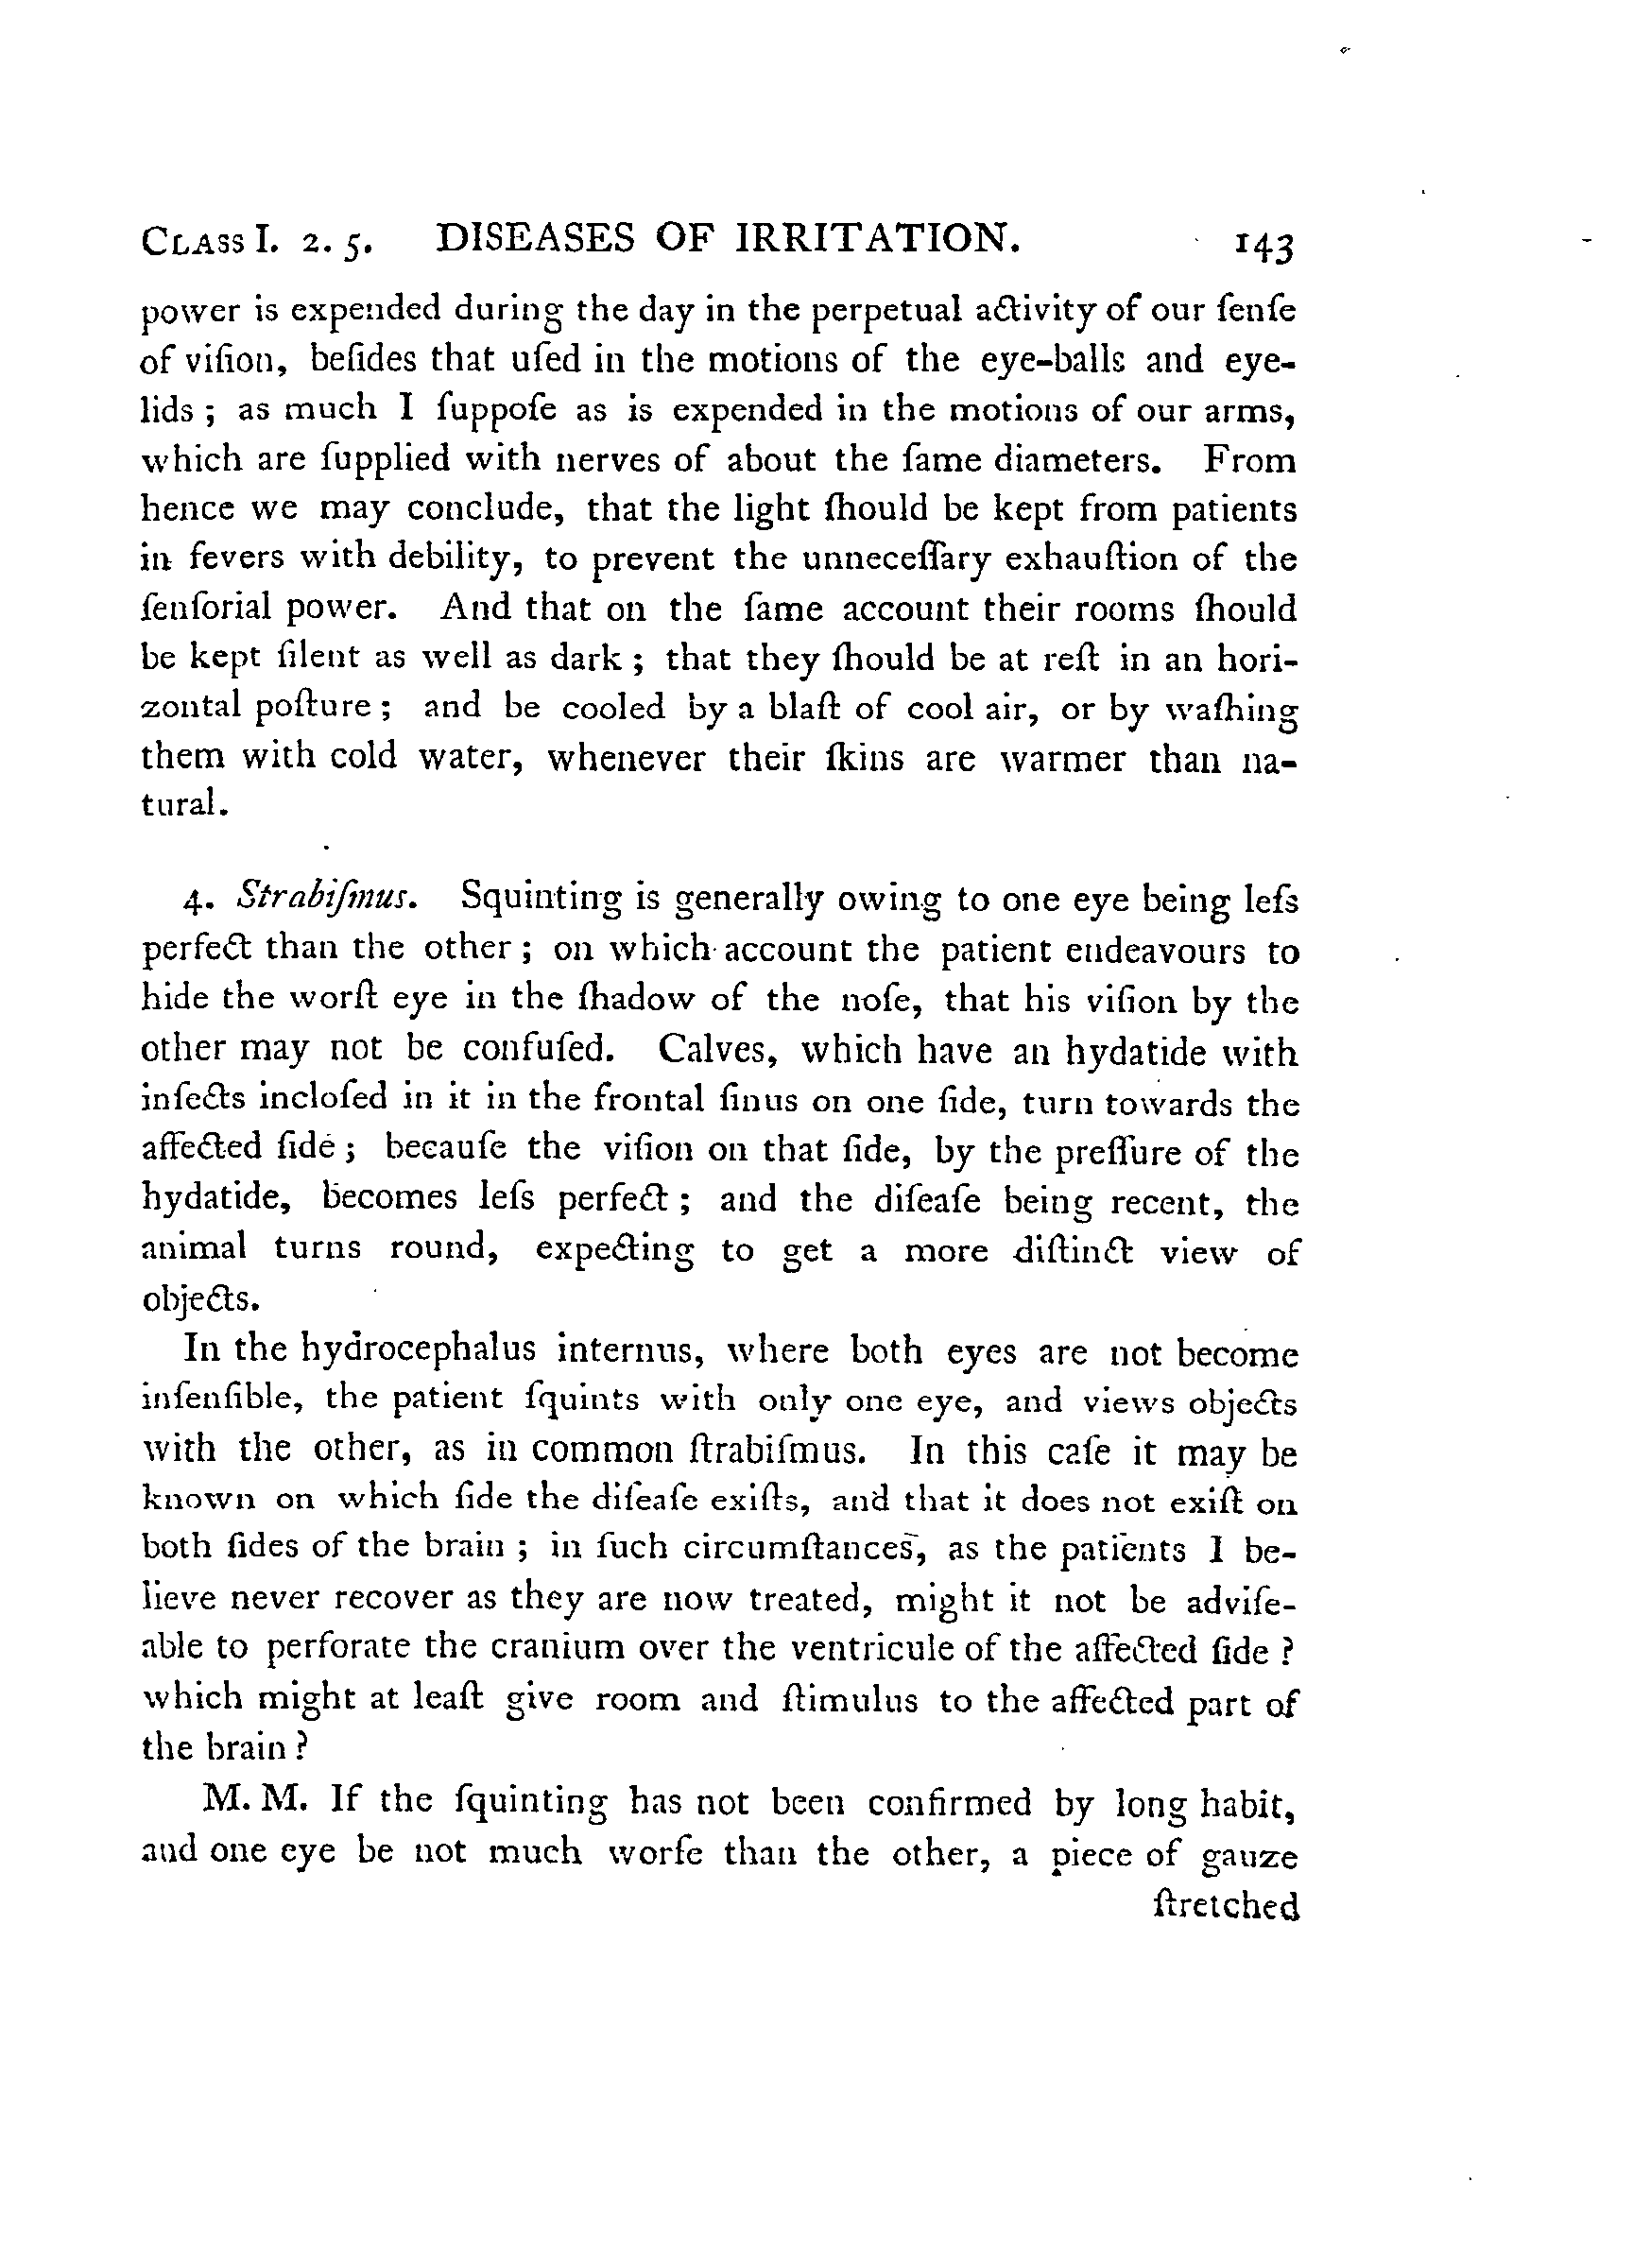 CLASS I. 2. 5. DISEASES OF IRRITATION. 143
power is expended during the day in the perpetual activity of our ſenſe
of viſion, beſides that uſed in the motions of the eye-balls and eye-
lids ; as much I ſuppoſe as is expended in the motions of our arms,
which are ſupplied with nerves of about the ſame diameters. From
hence we may conclude, that the light ſhould be kept from patients
in fevers with debility, to prevent the unneceſſary exhauſtion of the
ſenſorial power. And that on the ſame account their rooms ſhould
be kept ſilent as well as dark ; that they ſhould be at reſt in an hori-
zontal poſture ; and be cooled by a blaſt of cool air, or by waſhing
them with cold water, whenever their ſkins are warmer than na-
tural.
4. Strabiſmus. Squinting is generally owing to one eye being leſs
perfect than the other ; on which account the patient endeavours to
hide the worſt eye in the ſhadow of the noſe, that his viſion by the
other may not be confuſed. Calves, which have an hydatide with
inſects incloſed in it in the frontal ſinus on one ſide, turn towards the
affected ſide ; becauſe the viſion on that ſide, by the preſſure of the
hydatide, becomes leſs perfect ; and the diſeaſe being recent, the
animal turns round, expecting to get a more diſtinct view of
objects.
In the hydrocephalus internus, where both eyes are not become
inſenſible, the patient ſquints with only one eye, and views objects
with the other, as in common ſtrabiſmus. In this caſe it may be
known on which ſide the diſeaſe exiſts, and that it does not exiſt on
both ſides of the brain ; in ſuch circumſtances, as the patients I be-
lieve never recover as they are now treated, might it not be adviſe-
able to perforate the cranium over the ventricule of the affected ſide ?
which might at leaſt give room and ſtimulus to the affected part of
the brain ?
M. M. If the ſquinting has not been confirmed by long habit,
and one eye be not much worſe than the other, a piece of gauze
ſtretched